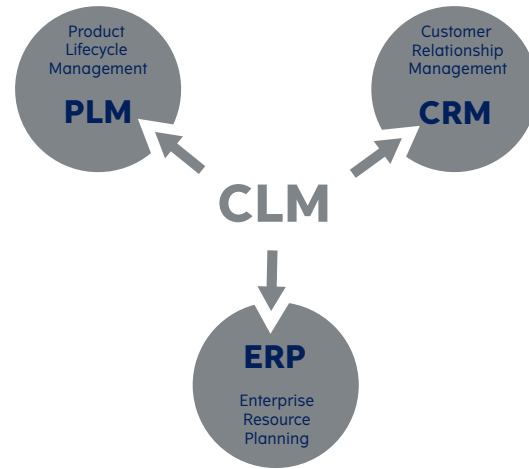 Product
Lifecycle
Management
PLM
Customer
Relationship
Management
CRM
CLM
ERP
Enterprise
Resource
Planning